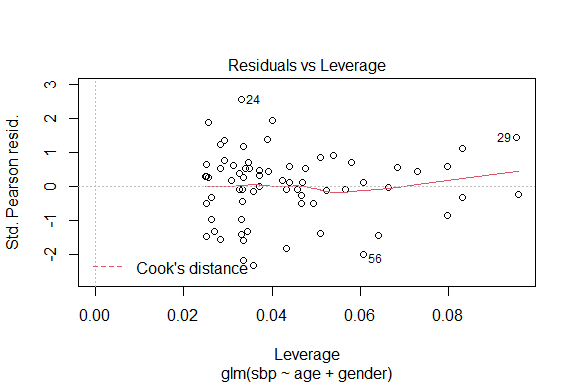 Residuals vs Leverage
Std. Pearson resid.
3
2
1
0
-1
-2
24
29
56
Cook's distance
0.00 0.02 0.04 0.06 0.08
Leverage
glm(sbp ~ age + gender)